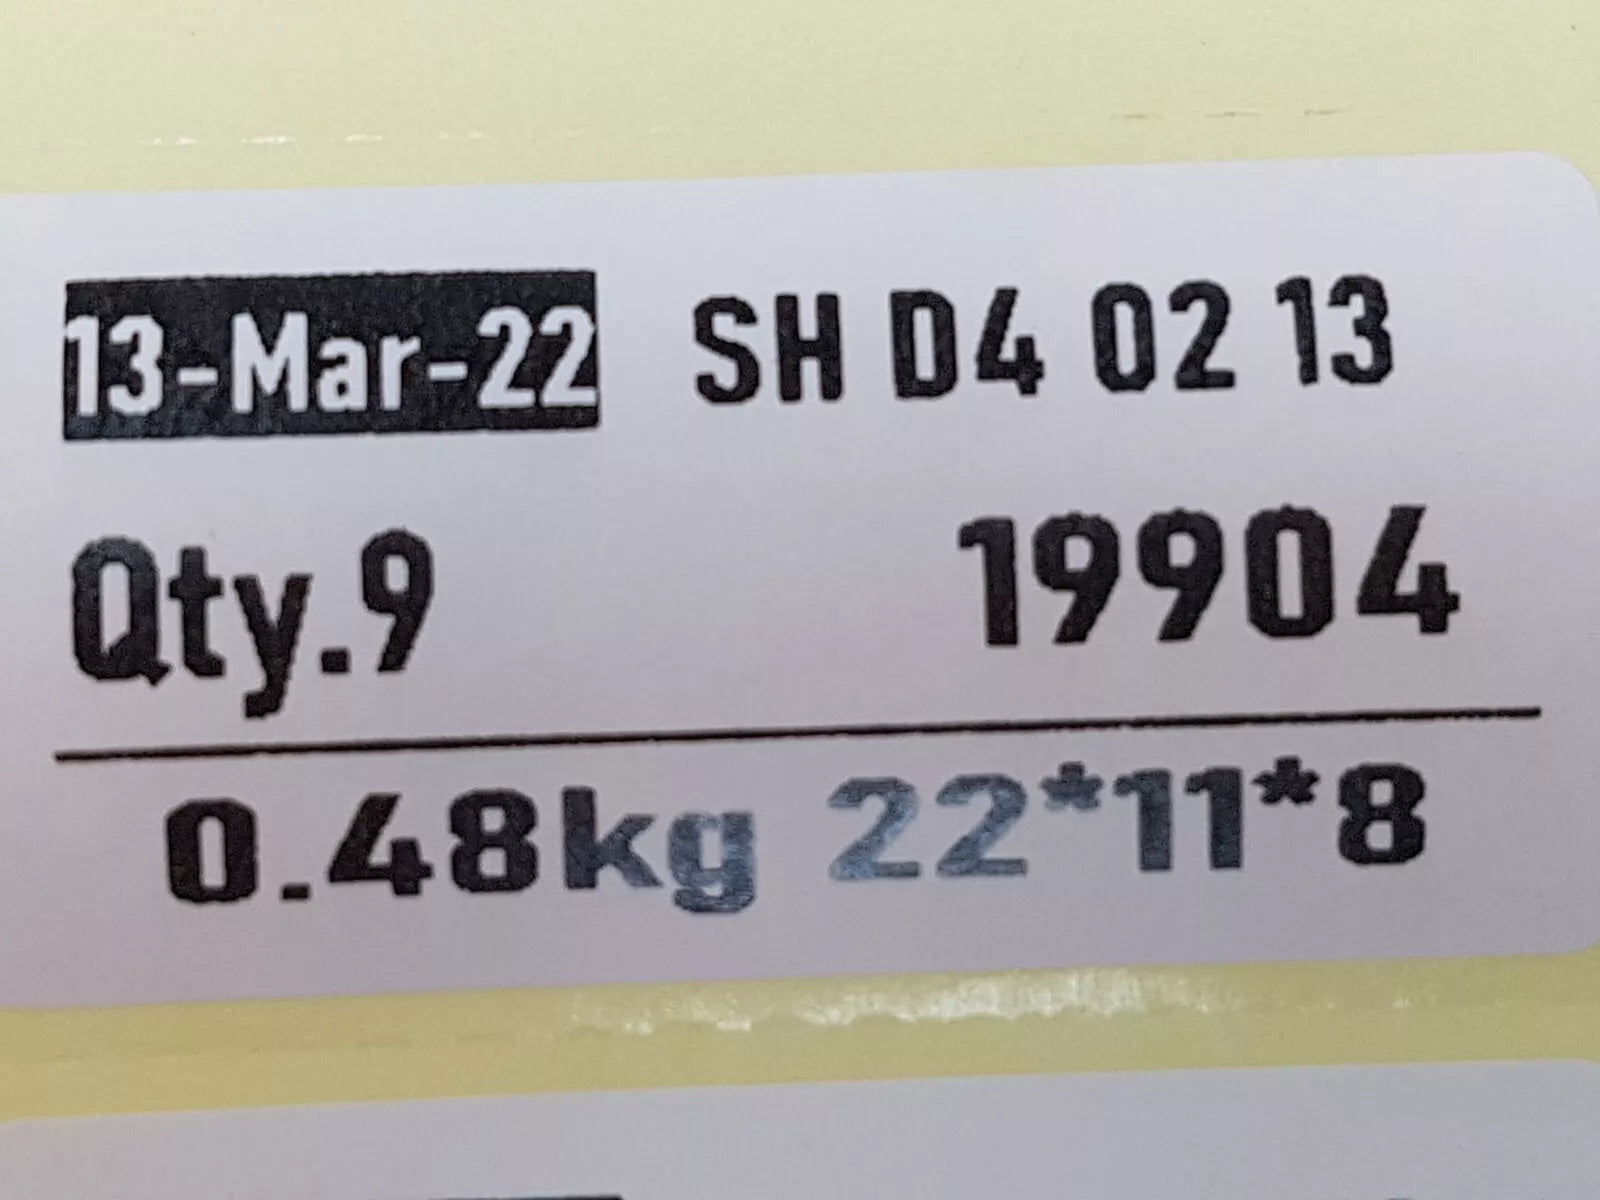 13-Mar-22 SH D4 02 13
Qty.9 19904
0.48kg 22*11*8